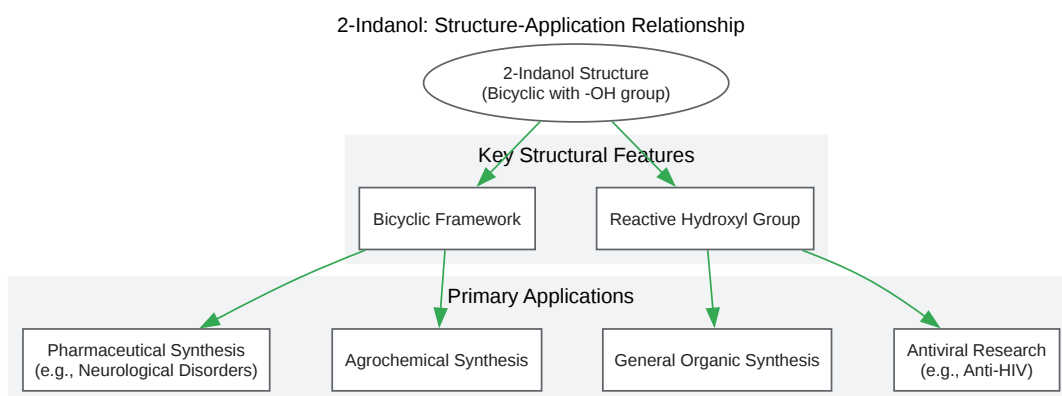 2-Indanol: Structure-Application Relationship
2-Indanol Structure
(Bicyclic with -OH group)
Key Structural Features
Bicyclic Framework
Reactive Hydroxyl Group
Primary Applications
Pharmaceutical Synthesis
(e.g., Neurological Disorders)
Agrochemical Synthesis
General Organic Synthesis
Antiviral Research
(e.g., Anti-HIV)